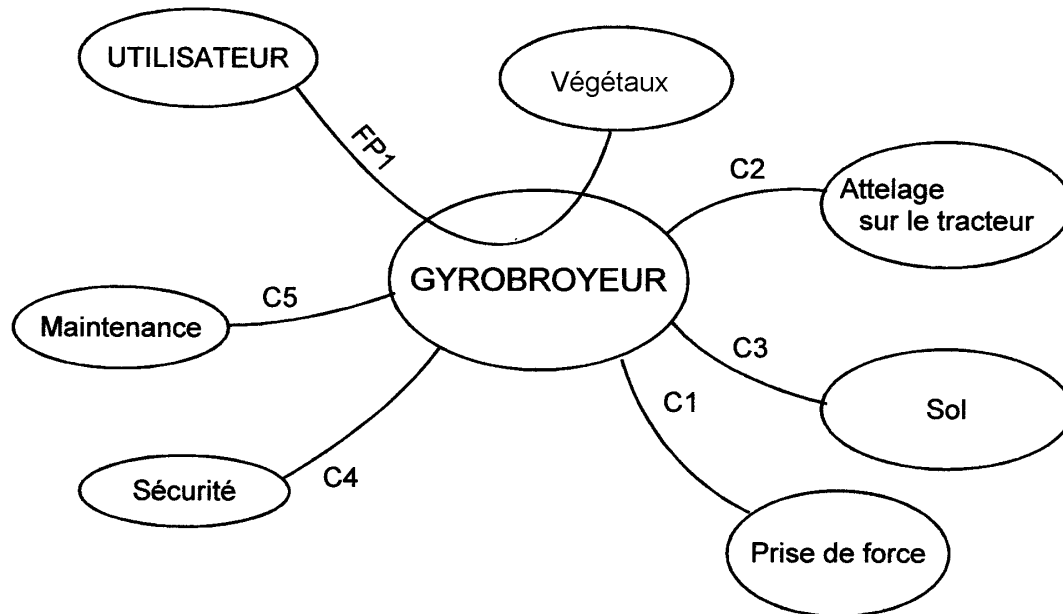 UTILISATEUR
Végétaux
FP1
C2
Attelage
sur le tracteur
GYROBROYEUR
C5
Maintenance
C3
C1
Sol
C4
Sécurité
Prise de force